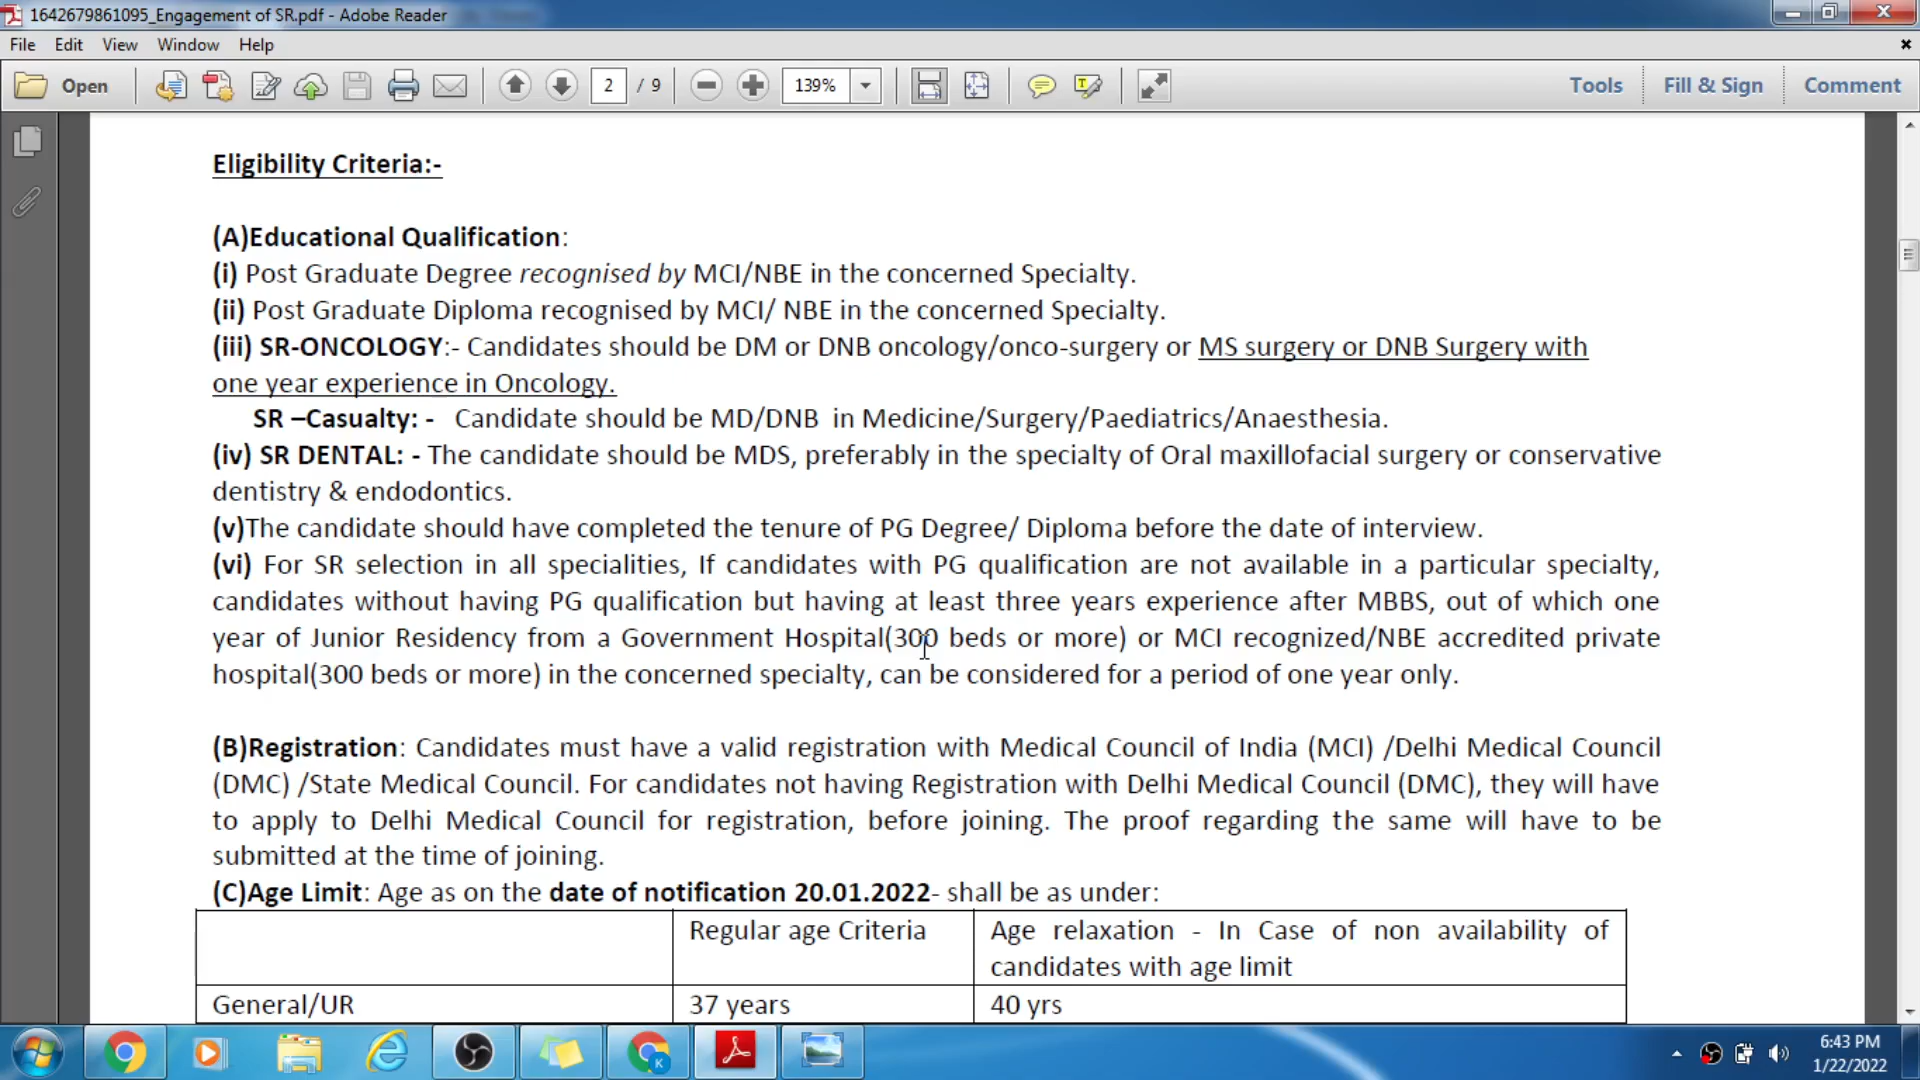 1642679861095_Engagement of SR.pdf - Adobe Reader
File Edit View Window Help
Open 2 / 9 139% Tools Fill & Sign Comment
Eligibility Criteria:-
(A)Educational Qualification:
(i) Post Graduate Degree recognised by MCI/NBE in the concerned Specialty.
(ii) Post Graduate Diploma recognised by MCI/ NBE in the concerned Specialty.
(iii) SR-ONCOLOGY:- Candidates should be DM or DNB oncology/onco-surgery or MS surgery or DNB Surgery with
one year experience in Oncology.
SR –Casualty: - Candidate should be MD/DNB in Medicine/Surgery/Paediatrics/Anaesthesia.
(iv) SR DENTAL: - The candidate should be MDS, preferably in the specialty of Oral maxillofacial surgery or conservative
dentistry & endodontics.
(v)The candidate should have completed the tenure of PG Degree/ Diploma before the date of interview.
(vi) For SR selection in all specialities, If candidates with PG qualification are not available in a particular specialty,
candidates without having PG qualification but having at least three years experience after MBBS, out of which one
year of Junior Residency from a Government Hospital(300 beds or more) or MCI recognized/NBE accredited private
hospital(300 beds or more) in the concerned specialty, can be considered for a period of one year only.
(B)Registration: Candidates must have a valid registration with Medical Council of India (MCI) /Delhi Medical Council
(DMC) /State Medical Council. For candidates not having Registration with Delhi Medical Council (DMC), they will have
to apply to Delhi Medical Council for registration, before joining. The proof regarding the same will have to be
submitted at the time of joining.
(C)Age Limit: Age as on the date of notification 20.01.2022- shall be as under:
Regular age Criteria Age relaxation - In Case of non availability of
candidates with age limit
General/UR 37 years 40 yrs
6:43 PM
1/22/2022